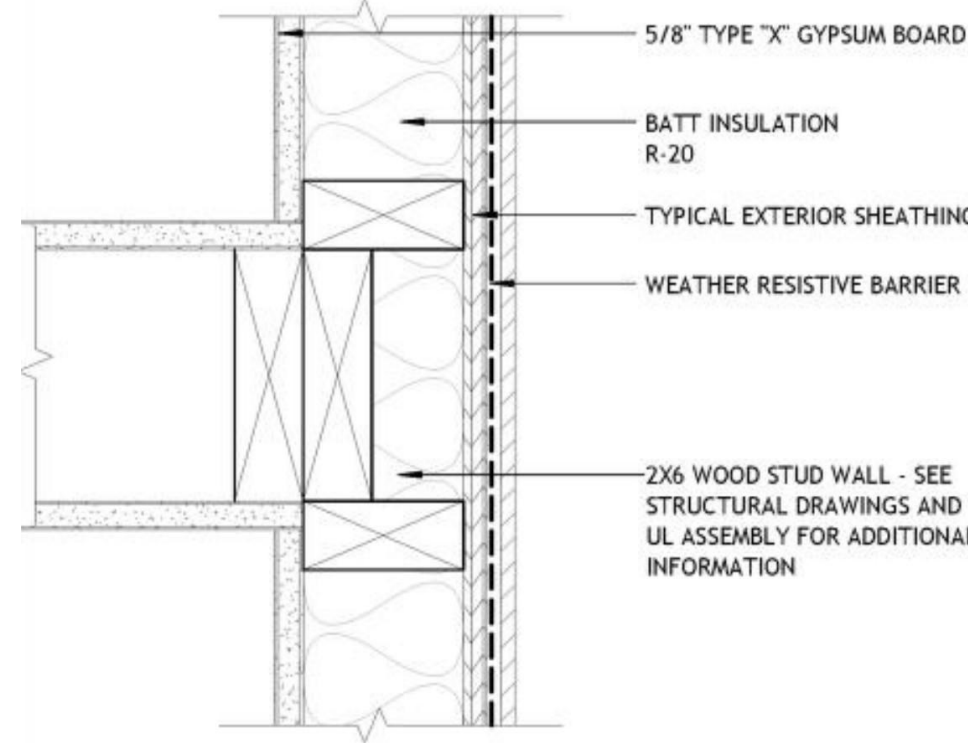 5/8" TYPE "X" GYPSUM BOARD
BATT INSULATION
R-20
TYPICAL EXTERIOR SHEATHING
WEATHER RESISTIVE BARRIER
2X6 WOOD STUD WALL - SEE
STRUCTURAL DRAWINGS AND
UL ASSEMBLY FOR ADDITIONAL
INFORMATION